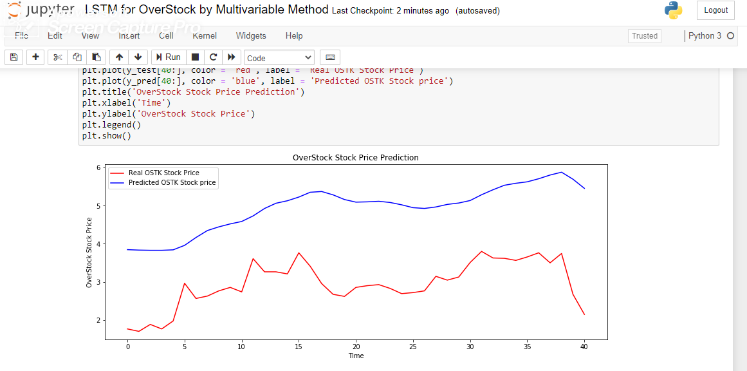 jupyter LSTM for OverStock by Multivariable Method Last Checkpoint: 2 minutes ago (autosaved)
Logout
Screen Capture Pro
File Edit View Insert Cell Kernel Widgets Help
Trusted
Python 3
Run
Code
plt.plot(y_test[40:], color = 'red', label = 'Real OSTK Stock Price')
plt.plot(y_pred[40:], color = 'blue', label = 'Predicted OSTK Stock price')
plt.title('OverStock Stock Price Prediction')
plt.xlabel('Time')
plt.ylabel('OverStock Stock Price')
plt.legend()
plt.show()
OverStock Stock Price Prediction
Real OSTK Stock Price
Predicted OSTK Stock price
OverStock Stock Price
6
5
4
3
2
0 5 10 15 20 25 30 35 40
Time